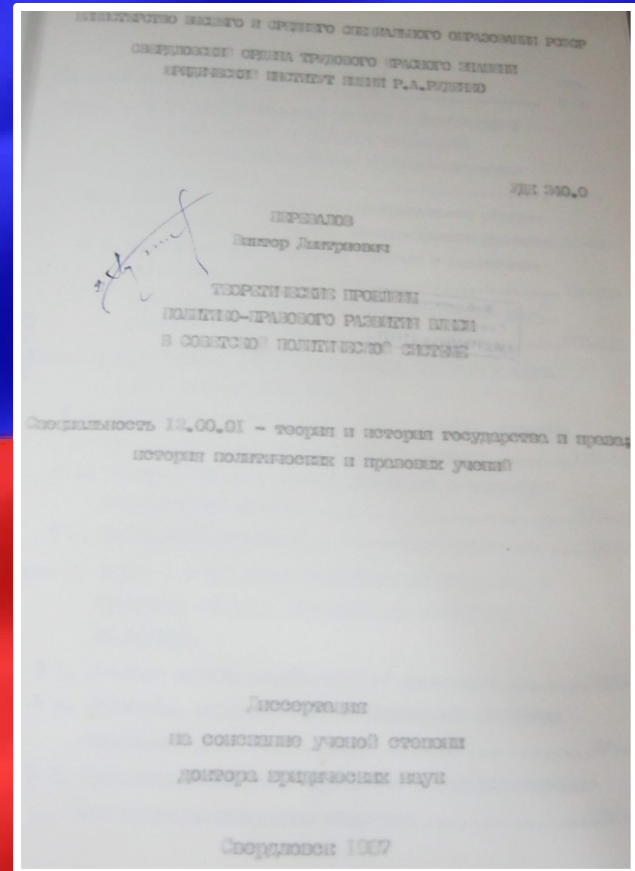 МИНИСТЕРСТВО ВЫСШЕГО И СРЕДНЕГО СПЕЦИАЛЬНОГО ОБРАЗОВАНИЯ РСФСР
СВЕРДЛОВСКИЙ ОРДЕНА ТРУДОВОГО КРАСНОГО ЗНАМЕНИ
ЮРИДИЧЕСКИЙ ИНСТИТУТ ИМЕНИ Р.А.РУДЕНКО
УДК 340.0
ПЕРЕВАЛОВ
Виктор Дмитриевич
ТЕОРЕТИЧЕСКИЕ ПРОБЛЕМЫ
ПОЛИТИКО-ПРАВОВОГО РАЗВИТИЯ ВЛАСТИ
В СОВЕТСКОЙ ПОЛИТИЧЕСКОЙ СИСТЕМЕ
Специальность 12.00.01 - теория и история государства и права;
история политических и правовых учений
Диссертация
на соискание ученой степени
доктора юридических наук
Свердловск 1987